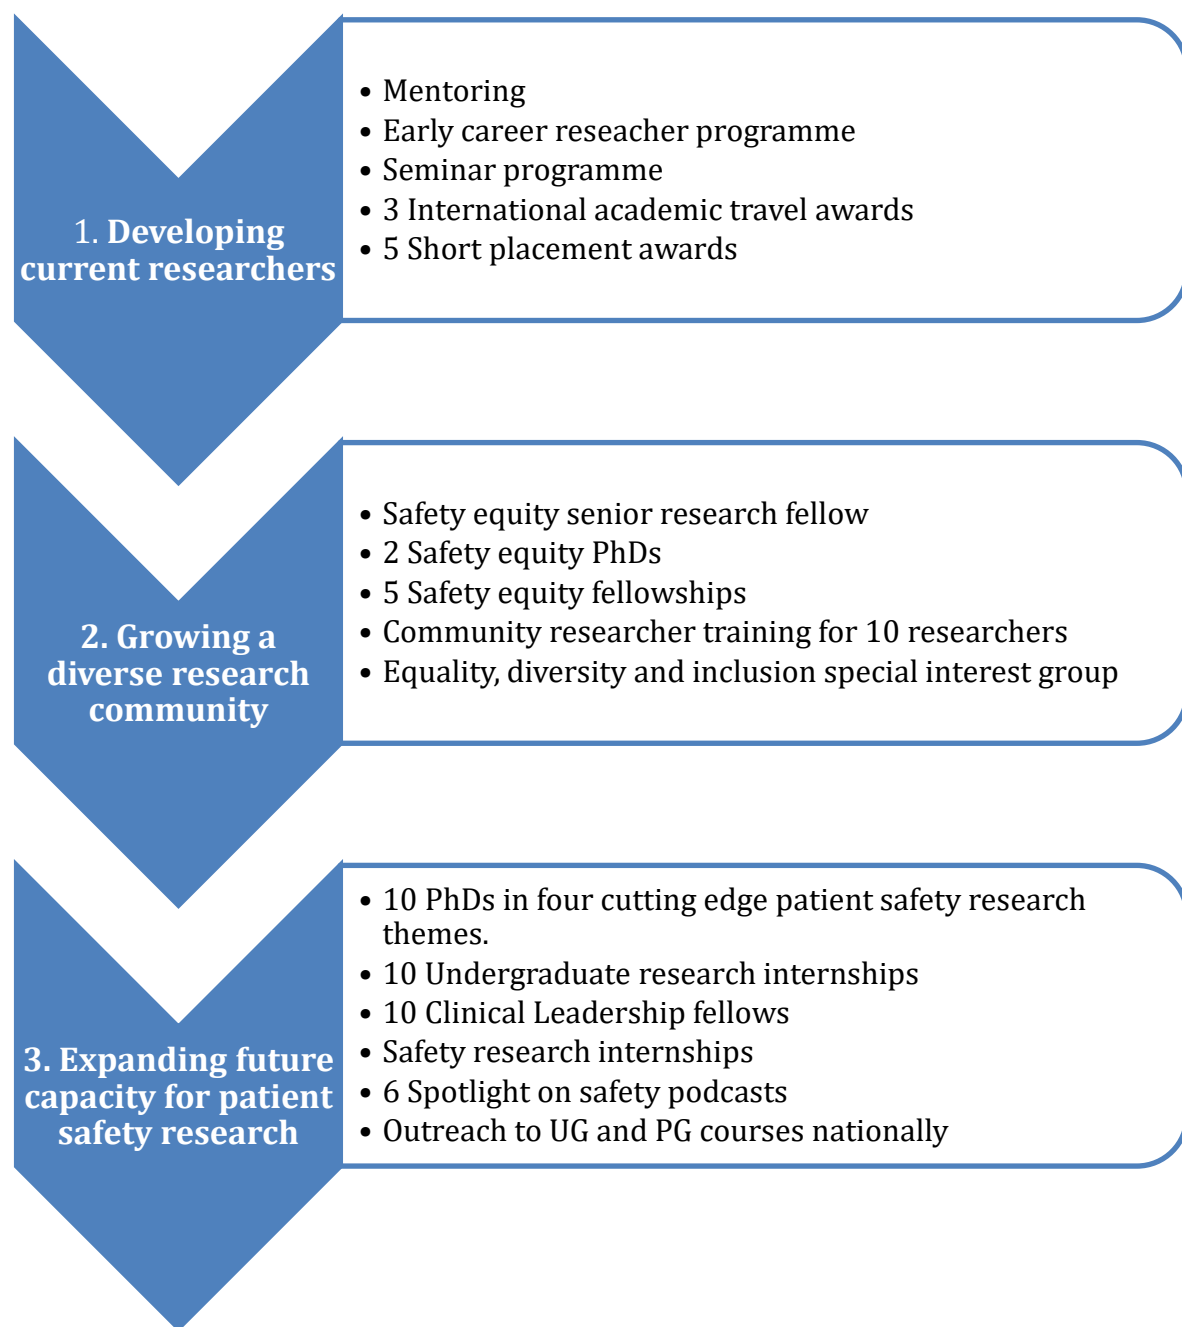 1. Developing
current researchers
• Mentoring
• Early career reseacher programme
• Seminar programme
• 3 International academic travel awards
• 5 Short placement awards
2. Growing a
diverse research
community
• Safety equity senior research fellow
• 2 Safety equity PhDs
• 5 Safety equity fellowships
• Community researcher training for 10 researchers
• Equality, diversity and inclusion special interest group
3. Expanding future
capacity for patient
safety research
• 10 PhDs in four cutting edge patient safety research
themes.
• 10 Undergraduate research internships
• 10 Clinical Leadership fellows
• Safety research internships
• 6 Spotlight on safety podcasts
• Outreach to UG and PG courses nationally